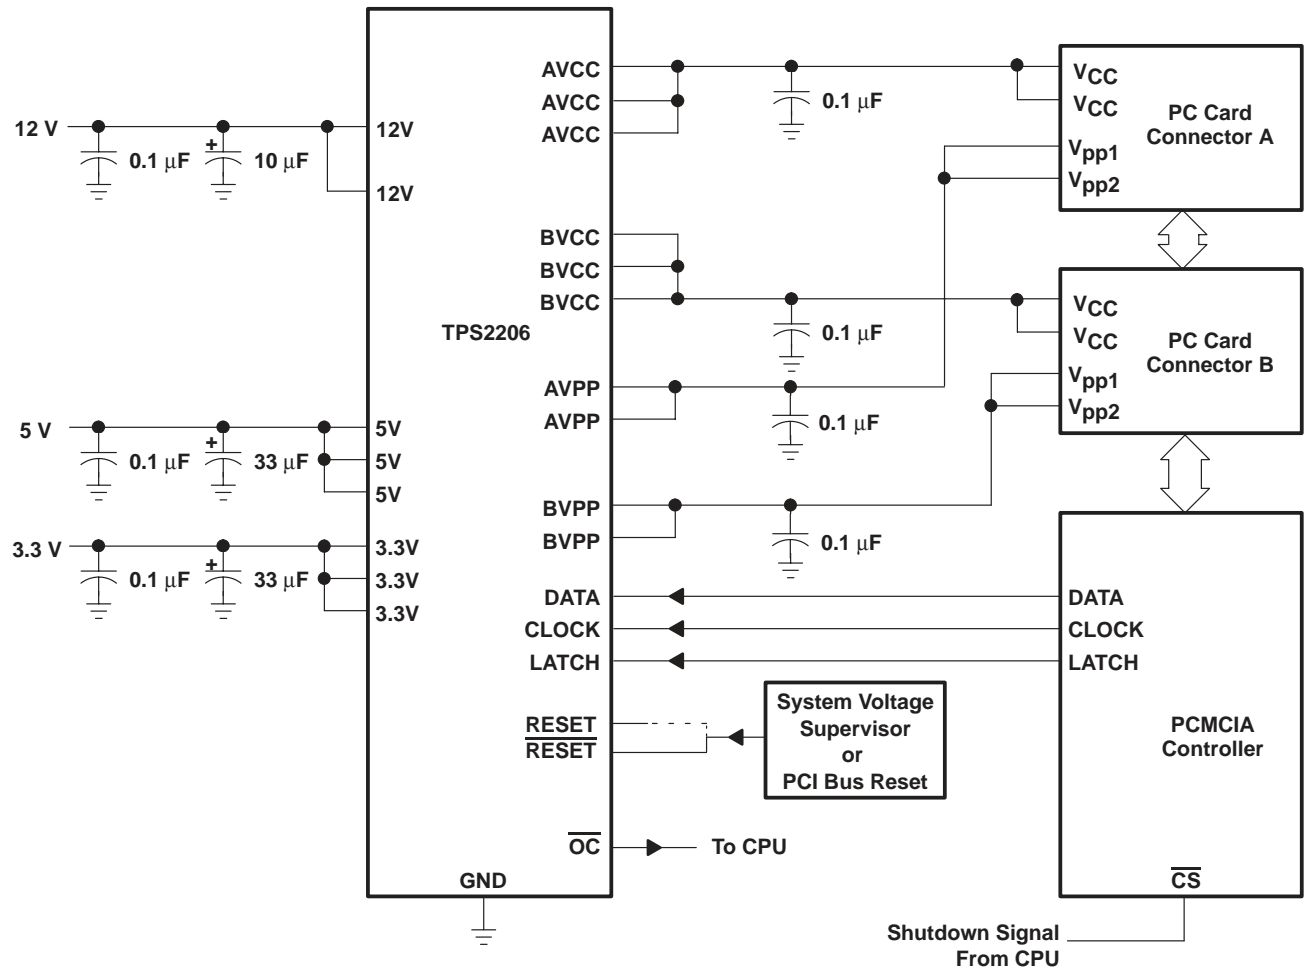 12 V
0.1 μF
+
10 μF
12V
12V
5 V
0.1 μF
+
33 μF
5V
5V
5V
3.3 V
0.1 μF
+
33 μF
3.3V
3.3V
3.3V
TPS2206
GND
AVCC
AVCC
AVCC
0.1 μF
BVCC
BVCC
BVCC
0.1 μF
AVPP
AVPP
0.1 μF
BVPP
BVPP
0.1 μF
DATA
CLOCK
LATCH
RESET
RESET
OC
To CPU
System Voltage
Supervisor
or
PCI Bus Reset
VCC
VCC
Vpp1
Vpp2
PC Card
Connector A
VCC
VCC
Vpp1
Vpp2
PC Card
Connector B
DATA
CLOCK
LATCH
PCMCIA
Controller
CS
Shutdown Signal
From CPU